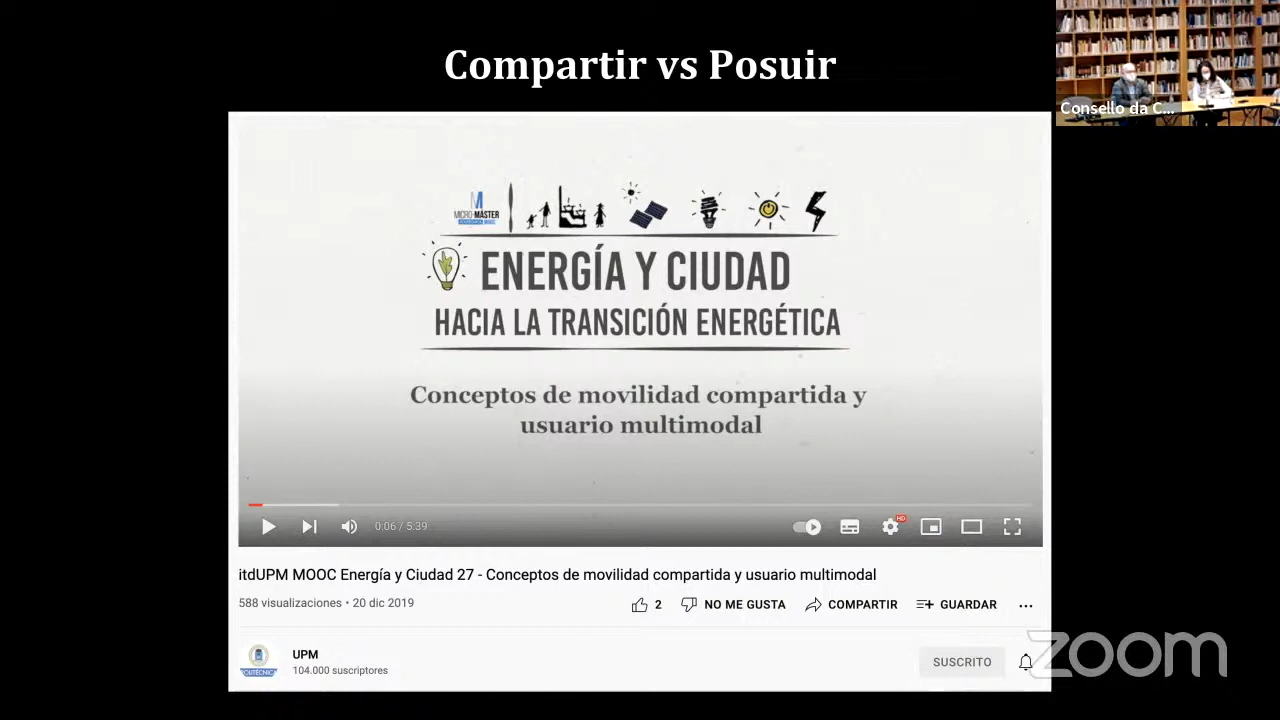 Compartir vs Posuir
Consello da C...
MICRO-MÁSTER
ENERGÍA Y CIUDAD
HACIA LA TRANSICIÓN ENERGÉTICA
Conceptos de movilidad compartida y
usuario multimodal
0:06 / 5:39
HD
itdUPM MOOC Energía y Ciudad 27 - Conceptos de movilidad compartida y usuario multimodal
588 visualizaciones • 20 dic 2019
2 NO ME GUSTA COMPARTIR GUARDAR ...
UPM
104.000 suscriptores
SUSCRITO
zoom